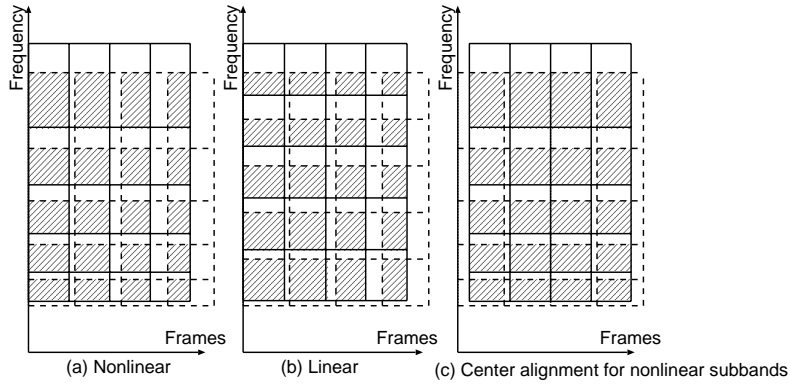 Frequency
Frames
(a) Nonlinear
Frequency
Frames
(b) Linear
Frequency
Frames
(c) Center alignment for nonlinear subbands